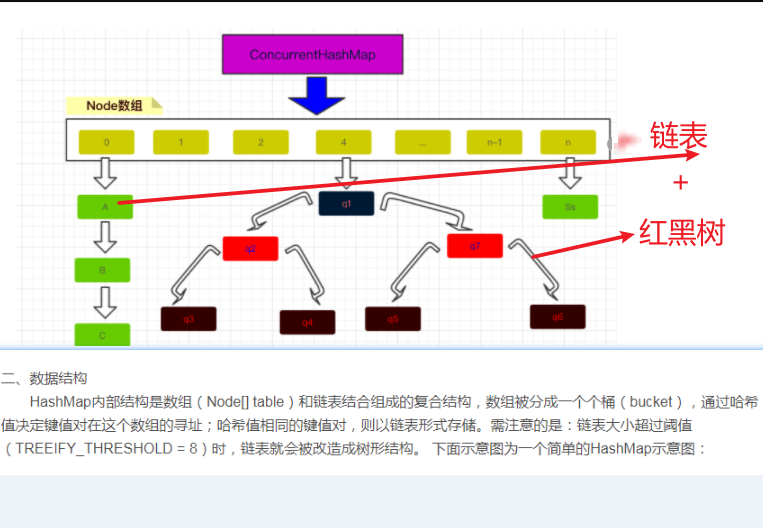 ConcurrentHashMap
Node数组
0 1 2 4 ... n-1 n
链表
+
红黑树
A q1 Ss
q2 q7
B
q3 q4 q5 q6
C
二、数据结构
HashMap内部结构是数组（Node[] table）和链表结合组成的复合结构，数组被分成一个个桶（bucket），通过哈希
值决定键值对在这个数组的寻址；哈希值相同的键值对，则以链表形式存储。需注意的是：链表大小超过阈值
（TREEIFY_THRESHOLD = 8）时，链表就会被改造成树形结构。 下面示意图为一个简单的HashMap示意图：